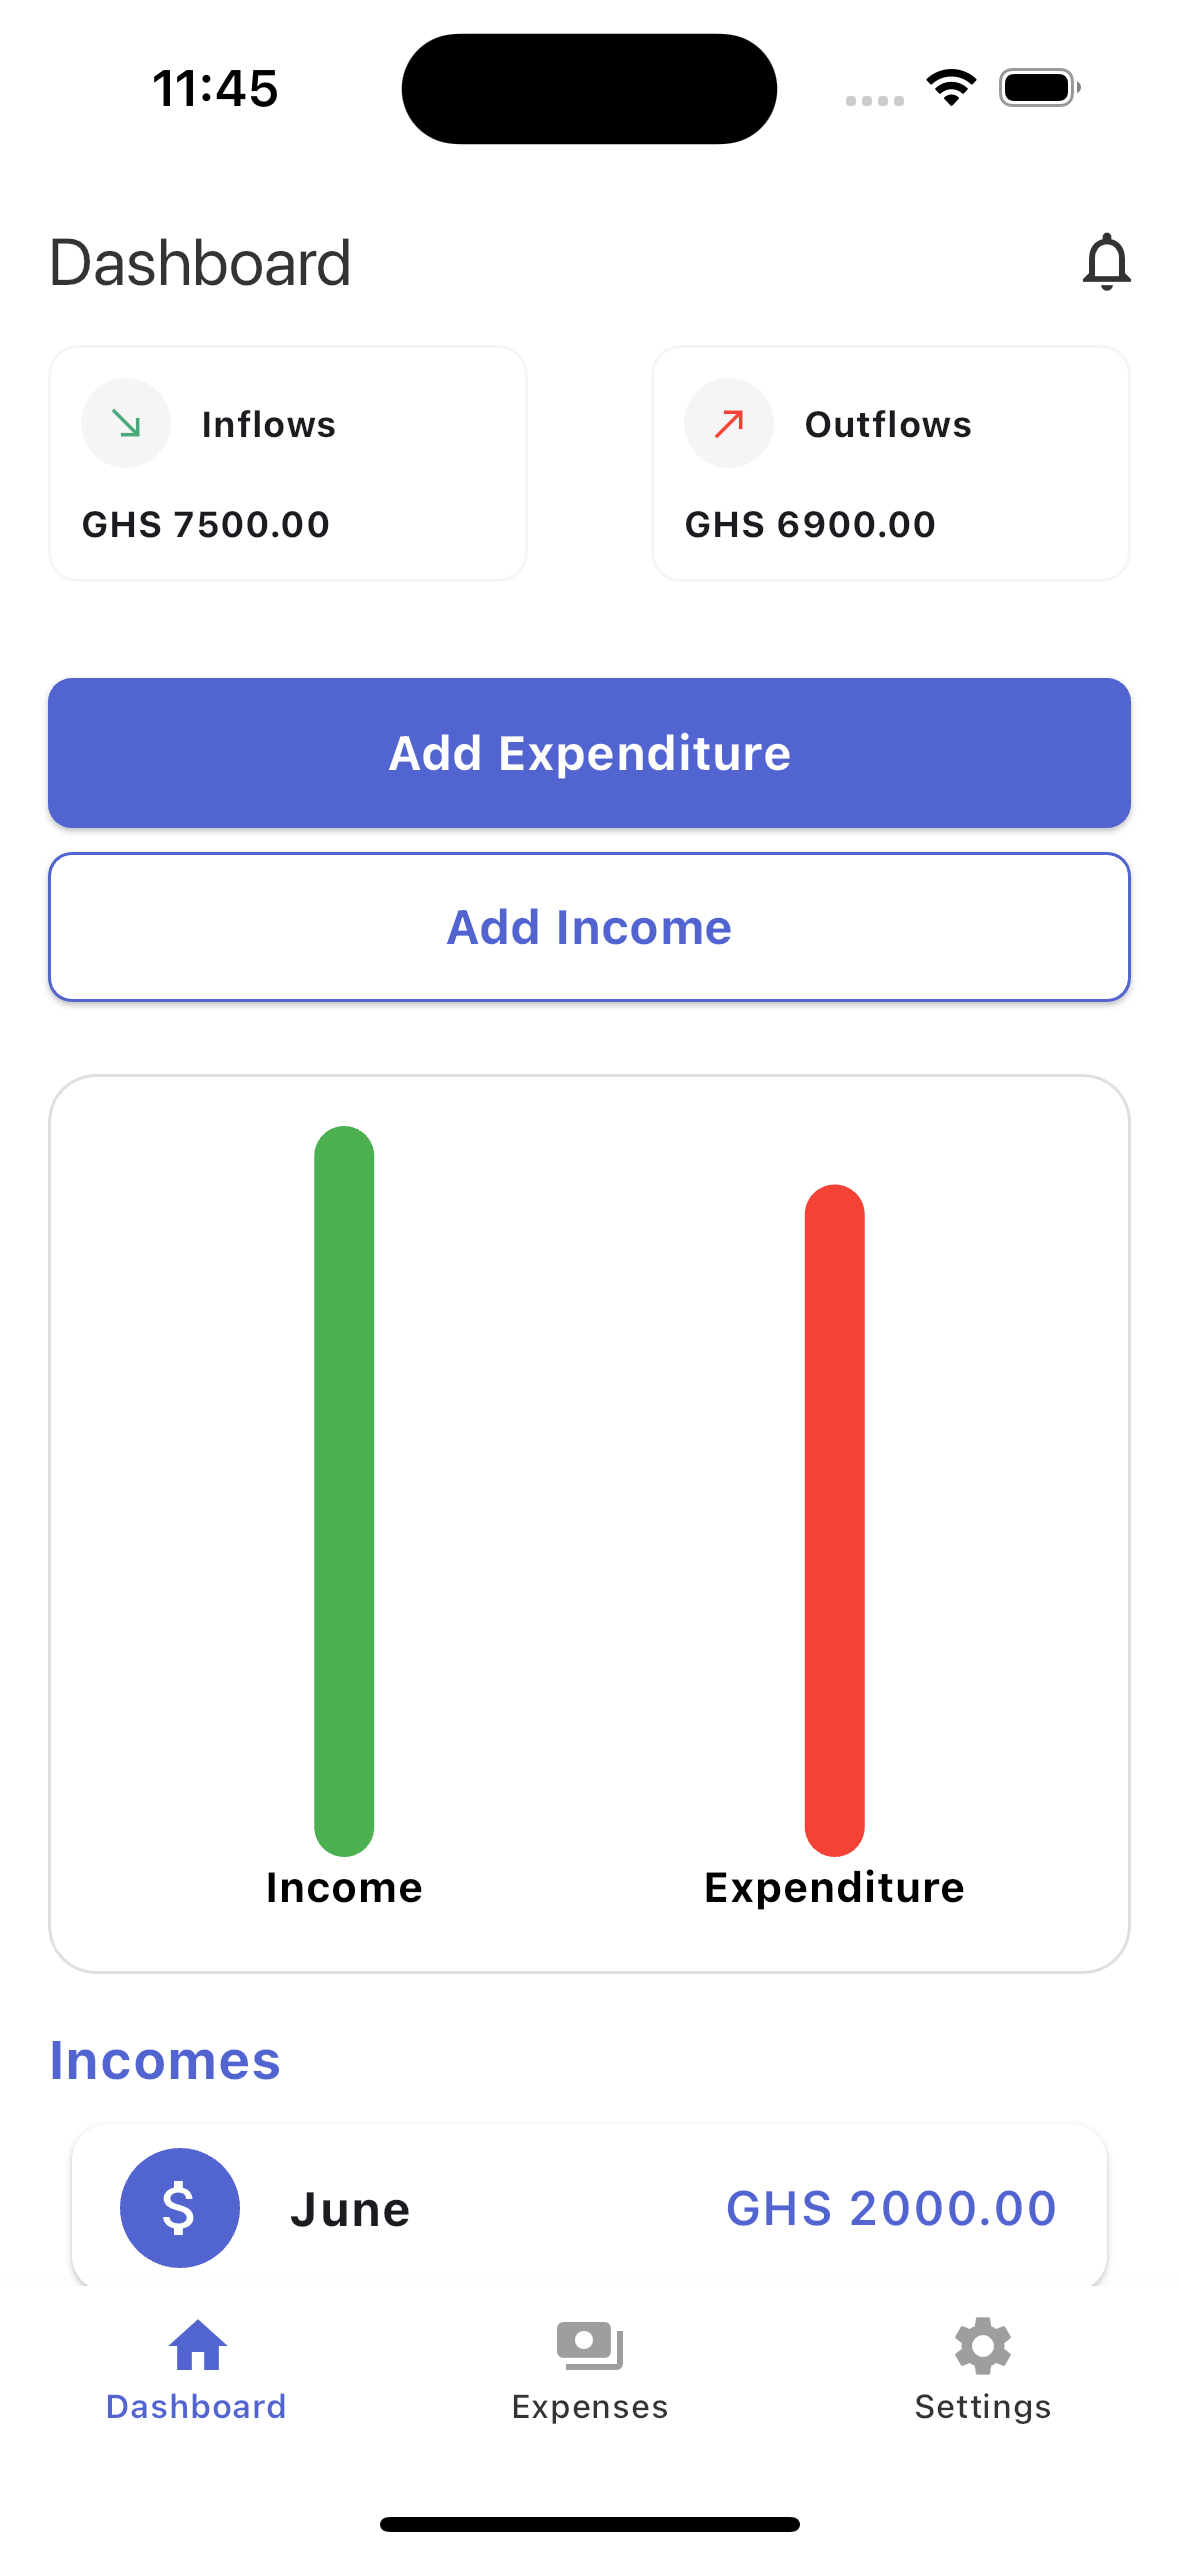 11:45
Dashboard
Inflows
GHS 7500.00
Outflows
GHS 6900.00
Add Expenditure
Add Income
Income
Expenditure
Incomes
$
June
GHS 2000.00
Dashboard
Expenses
Settings